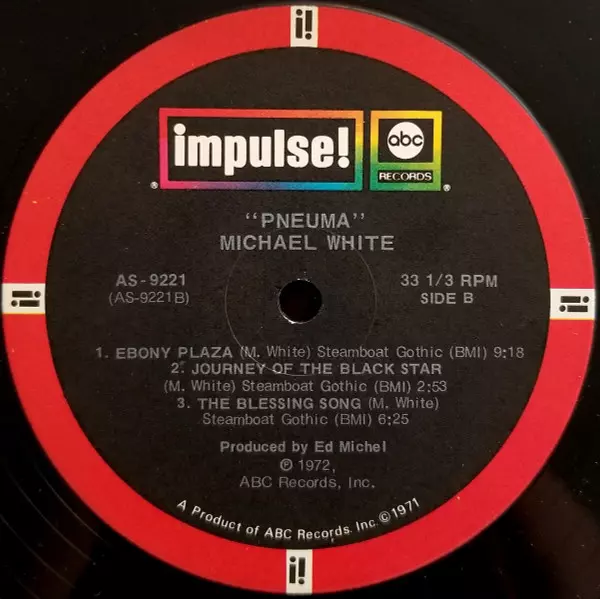 i!
impulse!
abc
RECORDS
® ®
"PNEUMA"
MICHAEL WHITE
AS-9221 33 1/3 RPM
(AS-9221B) SIDE B
i! i!
1. EBONY PLAZA (M. White) Steamboat Gothic (BMI) 9:18
2. JOURNEY OF THE BLACK STAR
(M. White) Steamboat Gothic (BMI) 2:53
3. THE BLESSING SONG (M. White)
Steamboat Gothic (BMI) 6:25
Produced by Ed Michel
℗ 1972,
ABC Records, Inc.
A Product of ABC Records, Inc. © 1971
i!